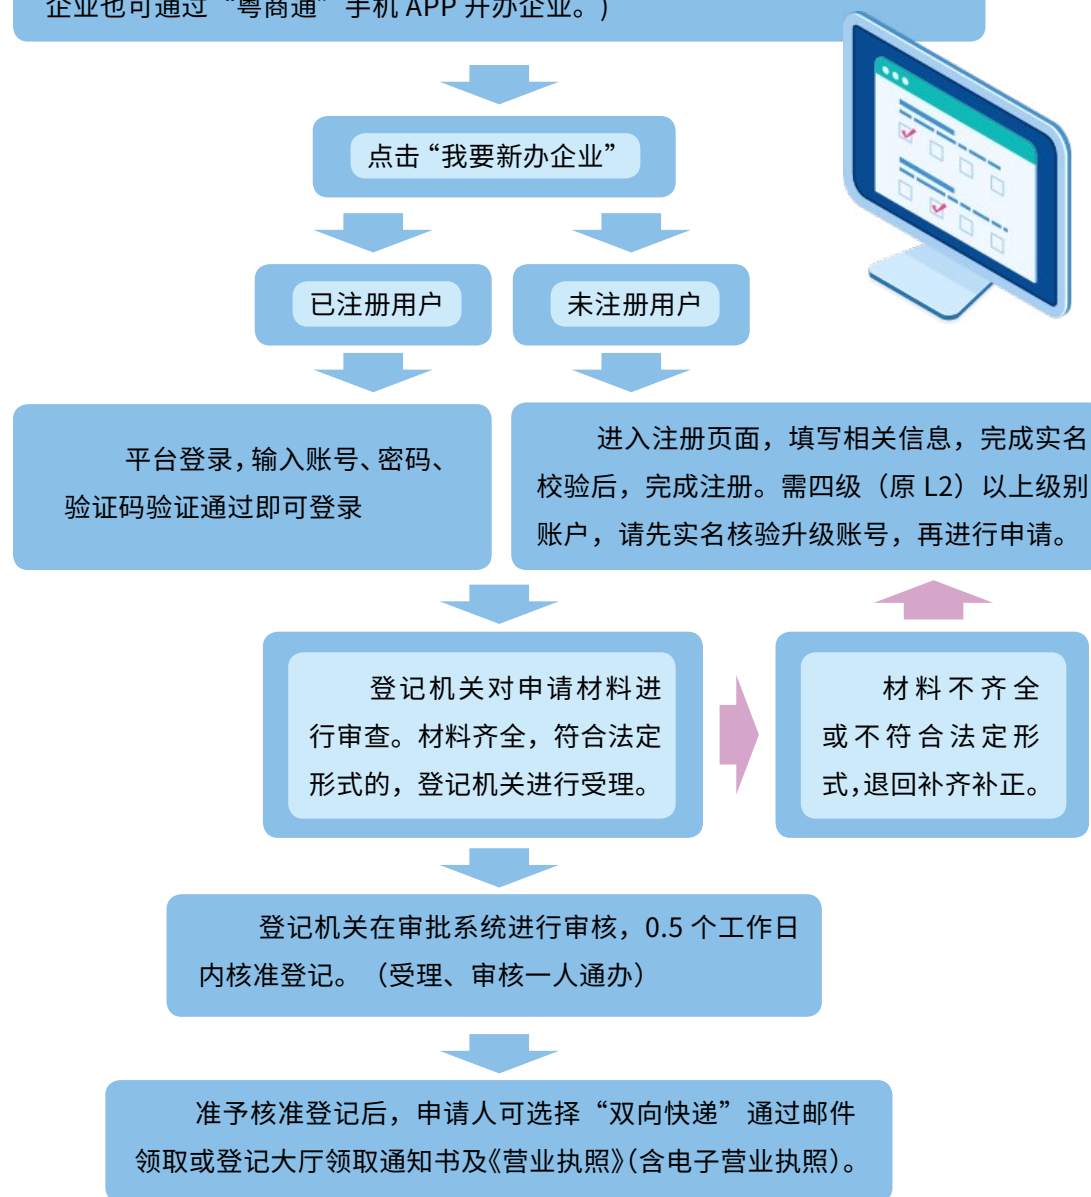 企业也可通过“粤商通”手机 APP 开办企业。)
点击“我要新办企业”
已注册用户
未注册用户
平台登录，输入账号、密码、
验证码验证通过即可登录
进入注册页面，填写相关信息，完成实名
校验后，完成注册。需四级（原 L2）以上级别
账户，请先实名核验升级账号，再进行申请。
登记机关对申请材料进
行审查。材料齐全，符合法定
形式的，登记机关进行受理。
材料不齐全
或不符合法定形
式，退回补齐补正。
登记机关在审批系统进行审核，0.5 个工作日
内核准登记。（受理、审核一人通办）
准予核准登记后，申请人可选择“双向快递”通过邮件
领取或登记大厅领取通知书及《营业执照》（含电子营业执照）。